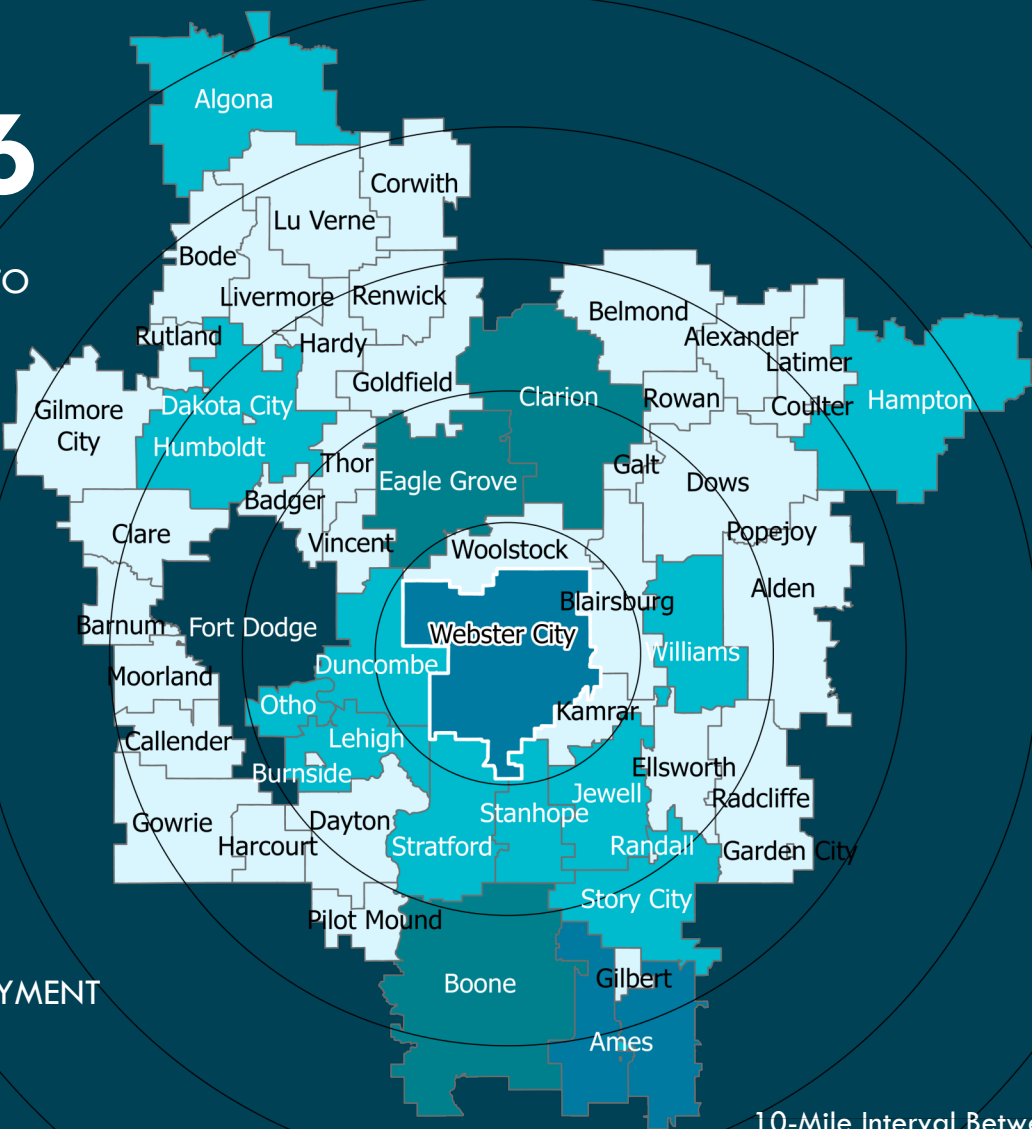 Algona
6
Corwith
Lu Verne
Bode
TO
Livermore
Renwick
Belmond
Rutland
Alexander
Hardy
Latimer
Goldfield
Clarion
Rowan
Hampton
Dakota City
Coulter
Gilmore
City
Humboldt
Thor
Galt
Eagle Grove
Dows
Badger
Clare
Vincent
Woolstock
Popejoy
Alden
Blairsburg
Barnum
Fort Dodge
Webster City
Williams
Duncombe
Moorland
Otho
Kamrar
Callender
Lehigh
Burnside
Ellsworth
Jewell
Radcliffe
Stanhope
Gowrie
Dayton
Harcourt
Stratford
Randall
Garden City
Story City
Pilot Mound
Gilbert
Boone
YMENT
Ames
10-Mile Interval Betw